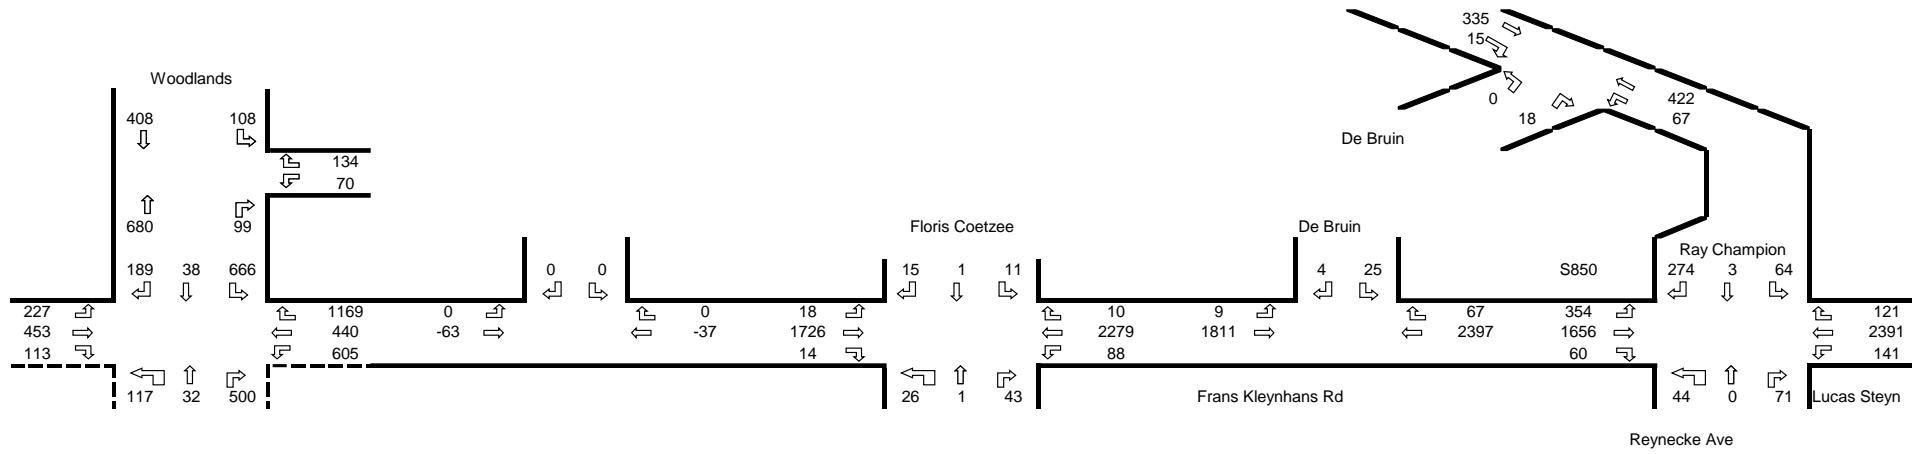 335
15
Woodlands
0 422
18 67
408 108
De Bruin
134
70
680 99 Floris Coetzee De Bruin
Ray Champion
189 38 666 0 0 15 1 11 4 25 S850 274 3 64
227 1169 0 0 18 10 9 67 354 121
453 440 -63 -37 1726 2279 1811 2397 1656 2391
113 605 14 88 60 141
117 32 500 26 1 43 Frans Kleynhans Rd 44 0 71 Lucas Steyn
Reynecke Ave